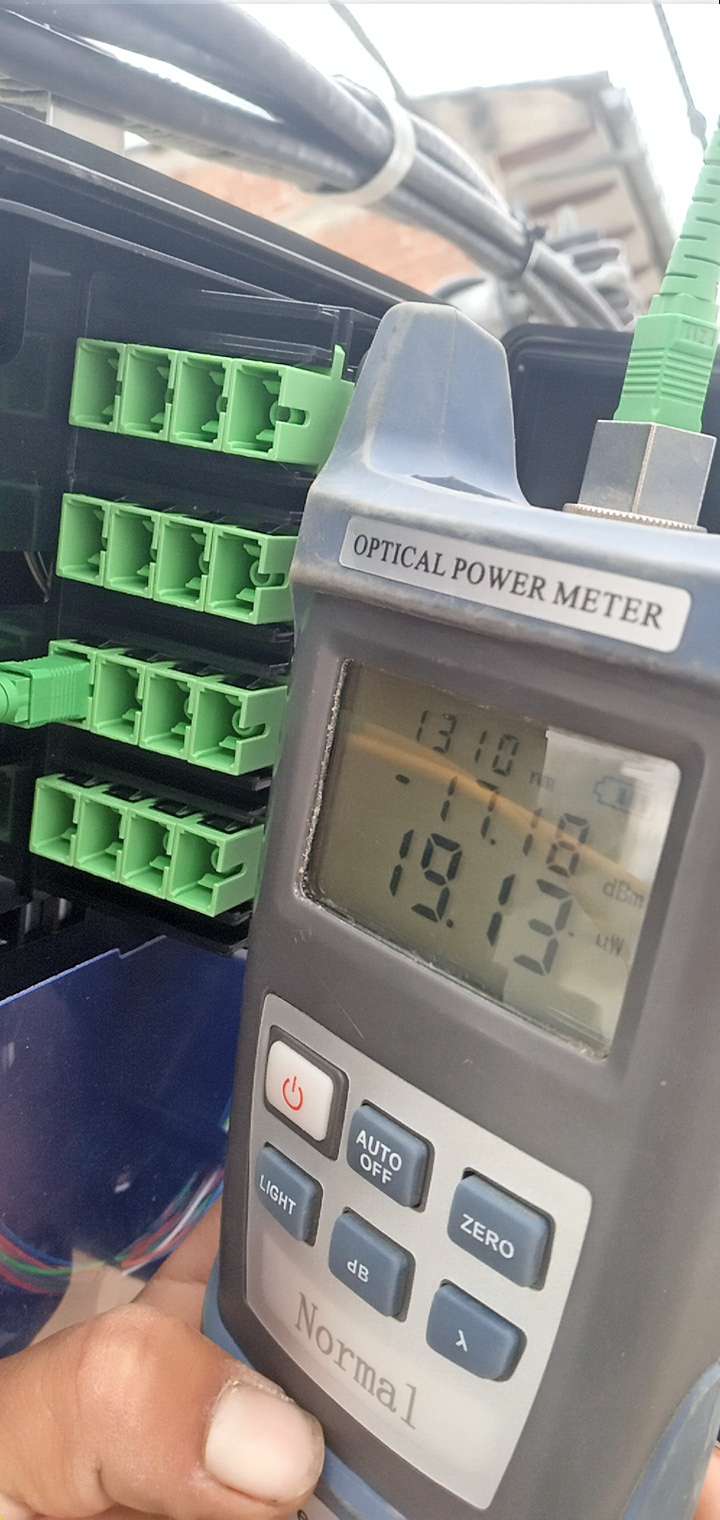 OPTICAL POWER METER
1310 nm
-17.18 dBm
19.13 uW
AUTO OFF
LIGHT
ZERO
dB
λ
Normal